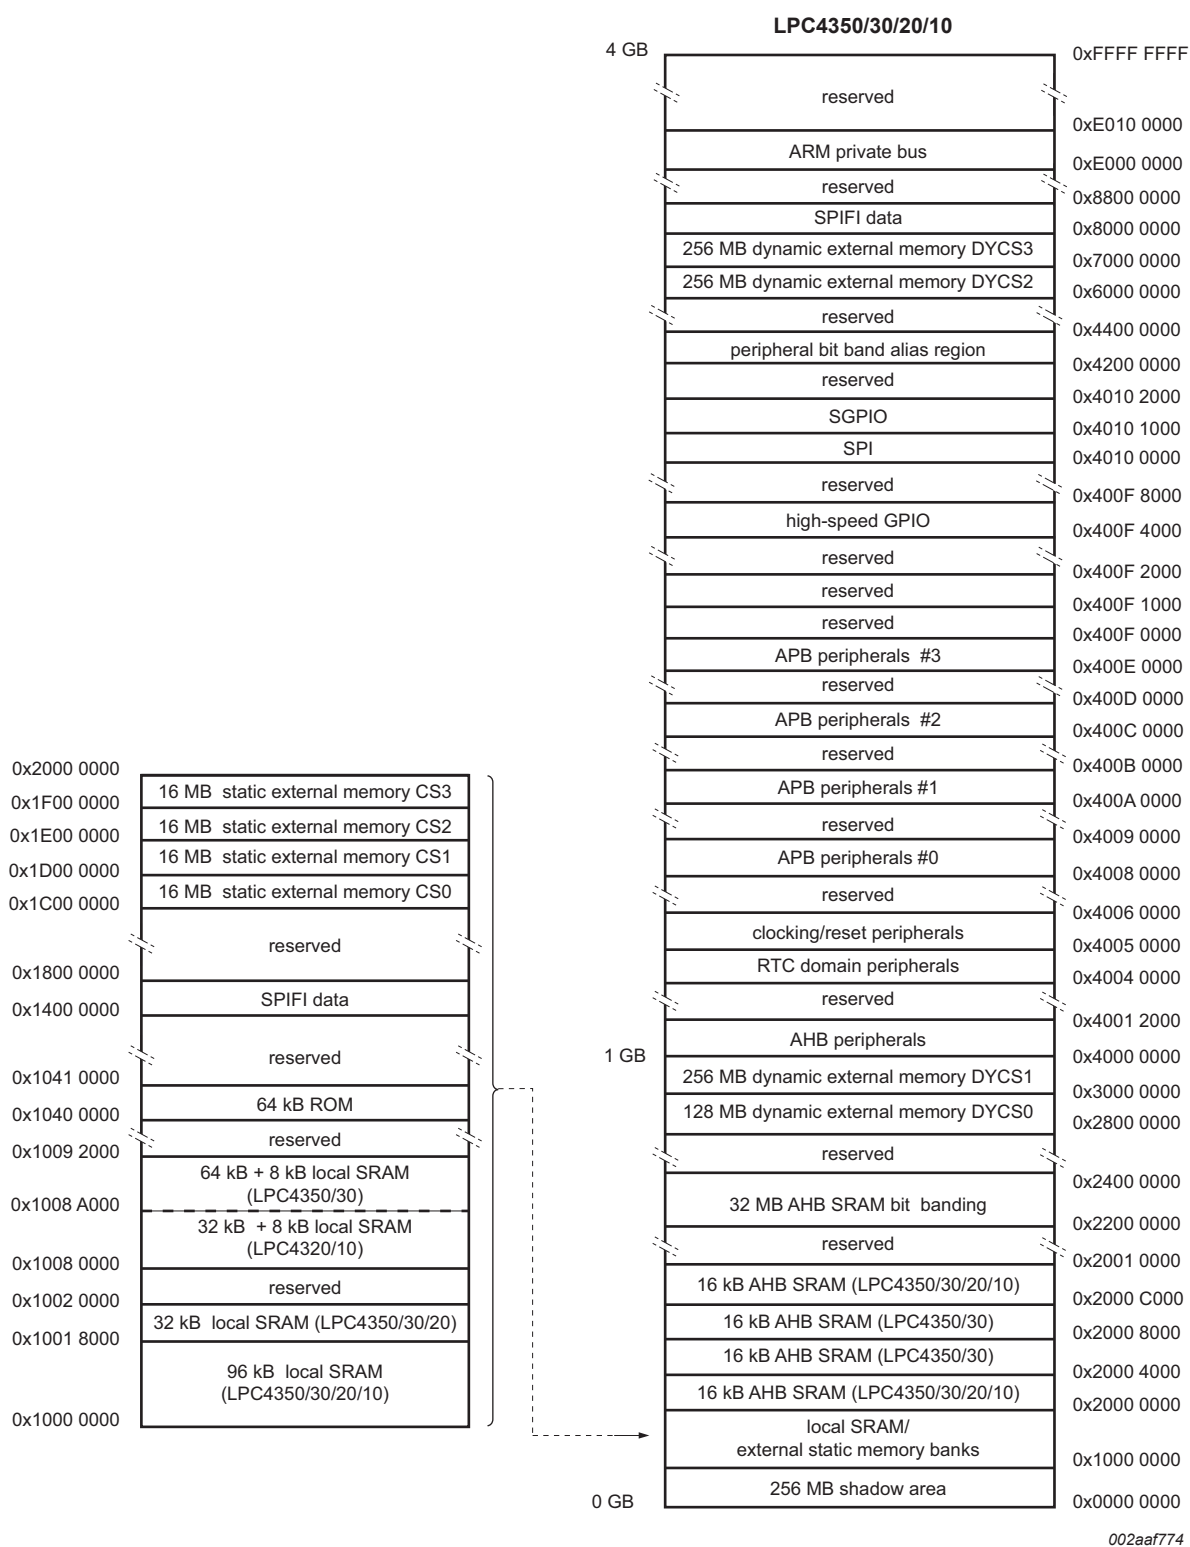 LPC4350/30/20/10
4 GB
0xFFFF FFFF
reserved
0xE010 0000
ARM private bus
0xE000 0000
reserved
0x8800 0000
SPIFI data
0x8000 0000
256 MB dynamic external memory DYCS3
0x7000 0000
256 MB dynamic external memory DYCS2
0x6000 0000
reserved
0x4400 0000
peripheral bit band alias region
0x4200 0000
reserved
0x4010 2000
SGPIO
0x4010 1000
SPI
0x4010 0000
reserved
0x400F 8000
high-speed GPIO
0x400F 4000
reserved
0x400F 2000
reserved
0x400F 1000
reserved
0x400F 0000
APB peripherals #3
0x400E 0000
reserved
0x400D 0000
APB peripherals #2
0x400C 0000
reserved
0x400B 0000
APB peripherals #1
0x400A 0000
reserved
0x4009 0000
APB peripherals #0
0x4008 0000
reserved
0x4006 0000
clocking/reset peripherals
0x4005 0000
RTC domain peripherals
0x4004 0000
reserved
0x4001 2000
AHB peripherals
1 GB
0x4000 0000
256 MB dynamic external memory DYCS1
0x3000 0000
128 MB dynamic external memory DYCS0
0x2800 0000
reserved
0x2400 0000
32 MB AHB SRAM bit banding
0x2200 0000
reserved
0x2001 0000
16 kB AHB SRAM (LPC4350/30/20/10)
0x2000 C000
16 kB AHB SRAM (LPC4350/30)
0x2000 8000
16 kB AHB SRAM (LPC4350/30)
0x2000 4000
16 kB AHB SRAM (LPC4350/30/20/10)
0x2000 0000
local SRAM/
external static memory banks
0x1000 0000
256 MB shadow area
0 GB
0x0000 0000
0x2000 0000
16 MB static external memory CS3
0x1F00 0000
16 MB static external memory CS2
0x1E00 0000
16 MB static external memory CS1
0x1D00 0000
16 MB static external memory CS0
0x1C00 0000
reserved
0x1800 0000
SPIFI data
0x1400 0000
reserved
0x1041 0000
64 kB ROM
0x1040 0000
reserved
0x1009 2000
64 kB + 8 kB local SRAM
(LPC4350/30)
0x1008 A000
32 kB + 8 kB local SRAM
(LPC4320/10)
0x1008 0000
reserved
0x1002 0000
32 kB local SRAM (LPC4350/30/20)
0x1001 8000
96 kB local SRAM
(LPC4350/30/20/10)
0x1000 0000
002aaf774